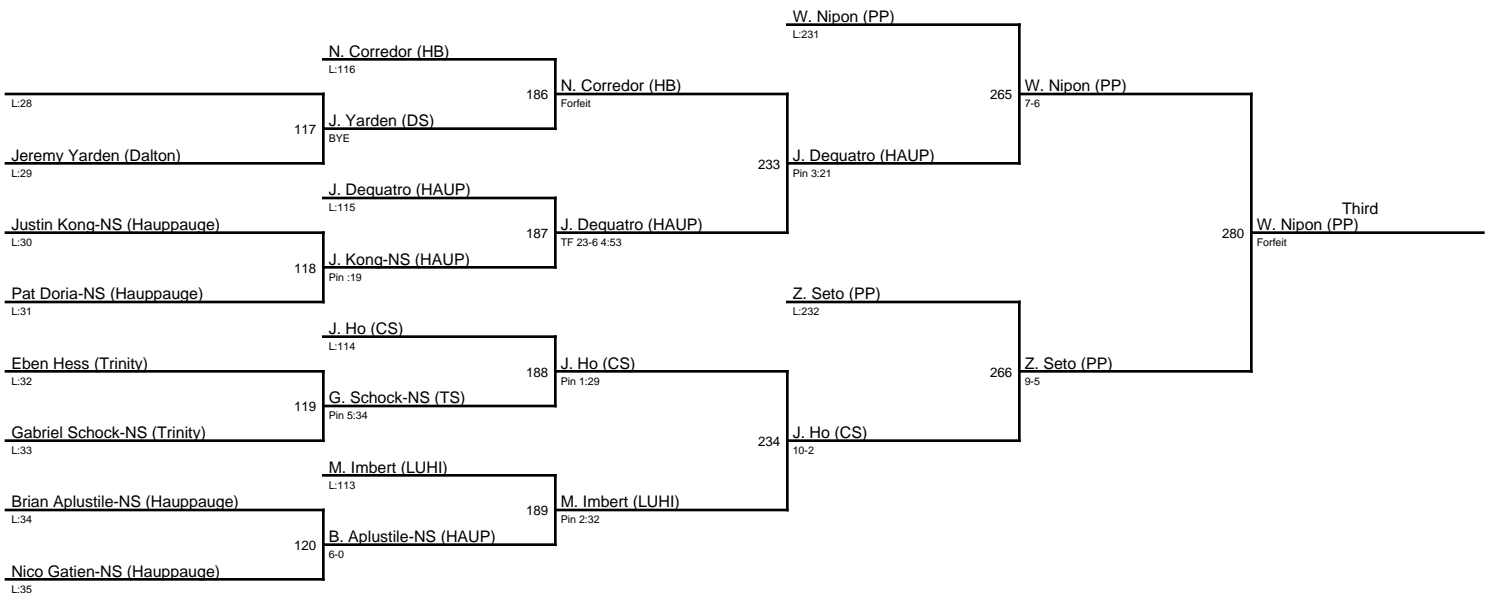 W. Nipon (PP)
L:231
N. Corredor (HB)
L:116
186
N. Corredor (HB)
Forfeit
265
W. Nipon (PP)
7-6
L:28
117
J. Yarden (DS)
BYE
Jeremy Yarden (Dalton)
L:29
233
J. Dequatro (HAUP)
Pin 3:21
J. Dequatro (HAUP)
L:115
Justin Kong-NS (Hauppauge)
L:30
187
J. Dequatro (HAUP)
TF 23-6 4:53
118
J. Kong-NS (HAUP)
Pin :19
Pat Doria-NS (Hauppauge)
L:31
280
Third
W. Nipon (PP)
Forfeit
Z. Seto (PP)
L:232
J. Ho (CS)
L:114
Eben Hess (Trinity)
L:32
188
J. Ho (CS)
Pin 1:29
266
Z. Seto (PP)
9-5
119
G. Schock-NS (TS)
Pin 5:34
Gabriel Schock-NS (Trinity)
L:33
234
J. Ho (CS)
10-2
M. Imbert (LUHI)
L:113
Brian Aplustile-NS (Hauppauge)
L:34
189
M. Imbert (LUHI)
Pin 2:32
120
B. Aplustile-NS (HAUP)
6-0
Nico Gatien-NS (Hauppauge)
L:35